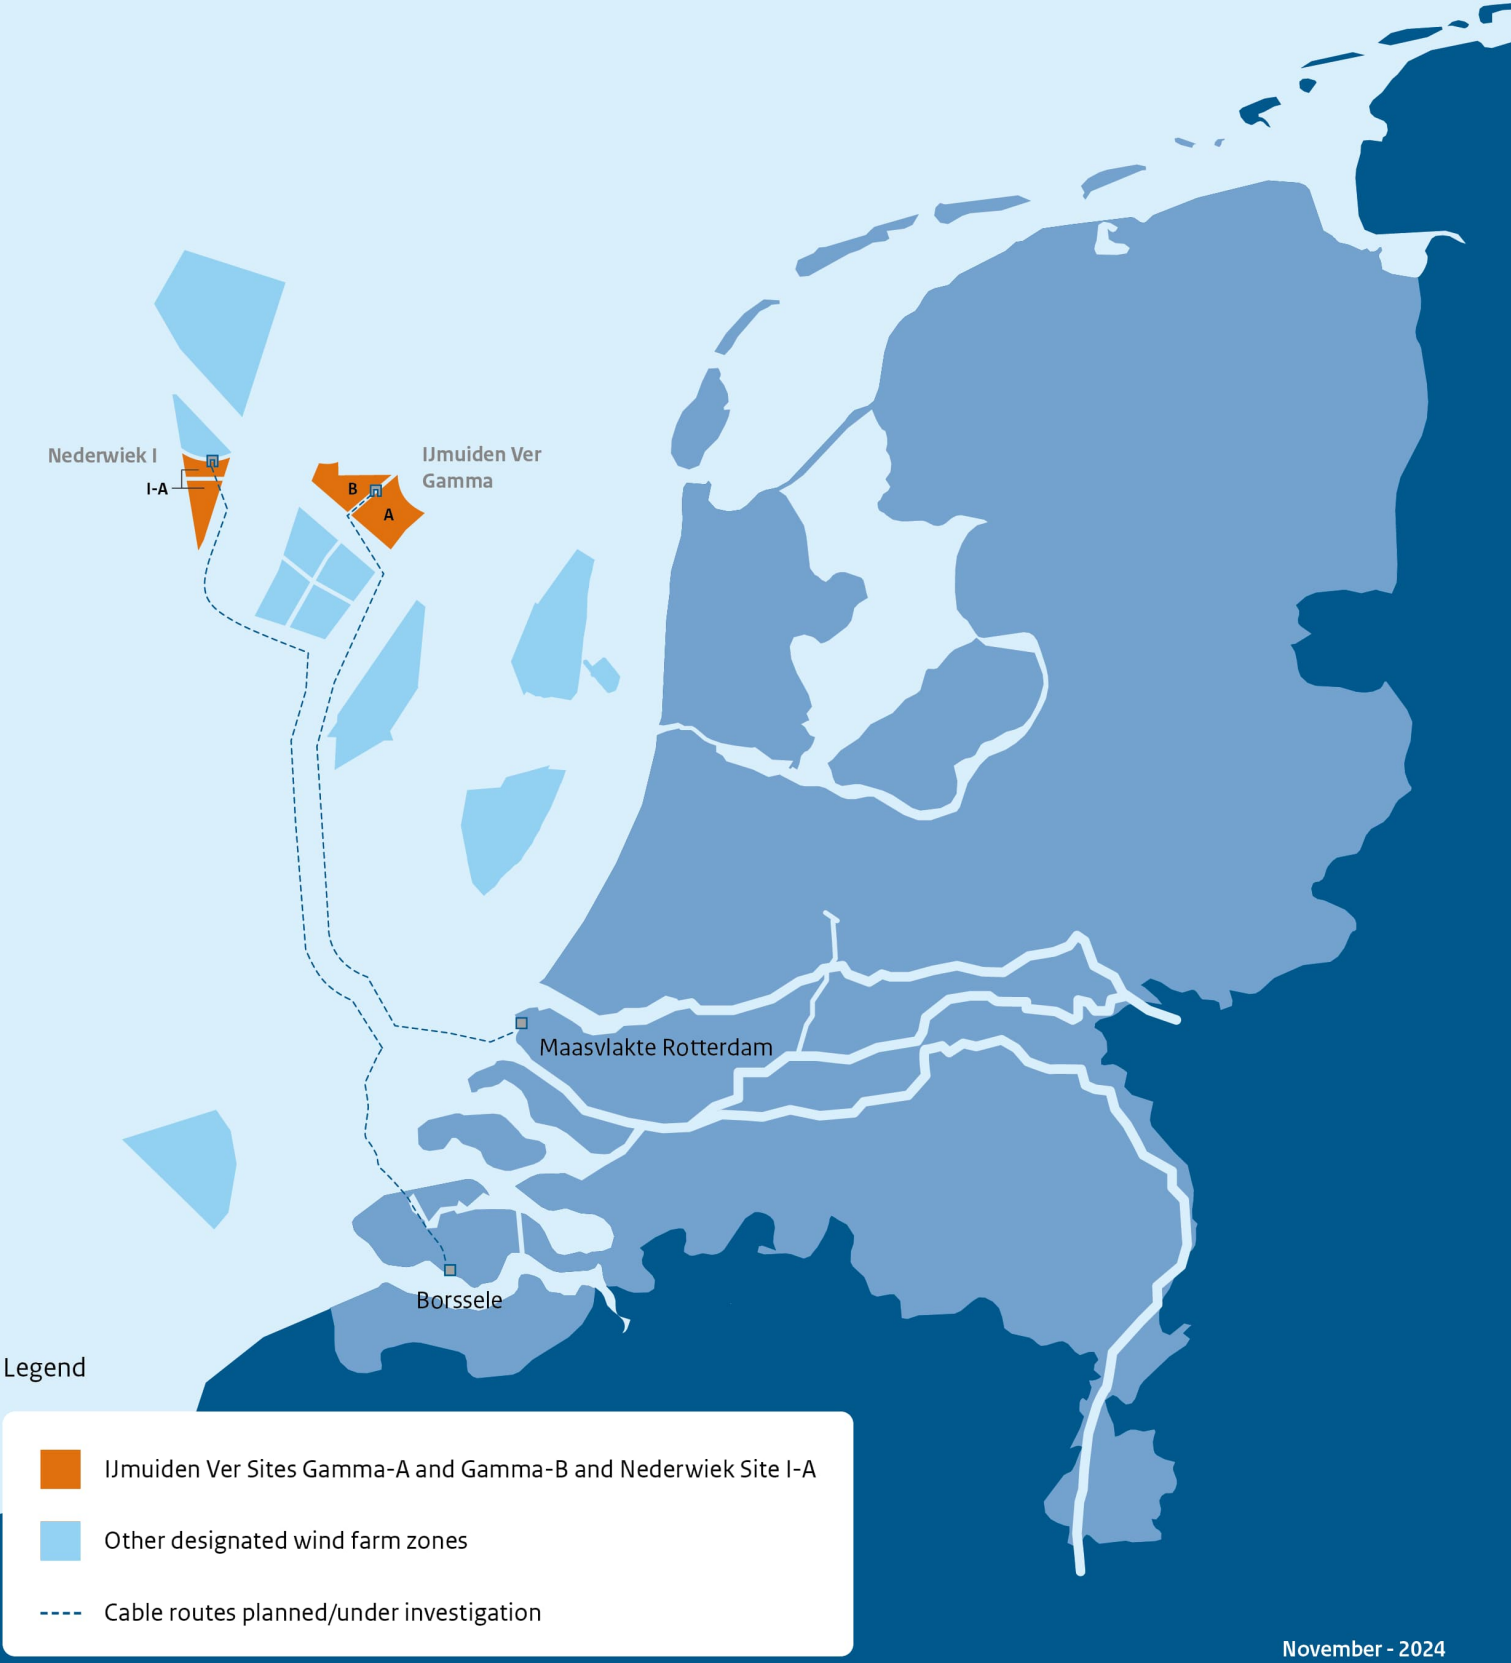 Nederwiek I
I-A
IJmuiden Ver
Gamma
B
A
Maasvlakte Rotterdam
Borssele
Legend
IJmuiden Ver Sites Gamma-A and Gamma-B and Nederwiek Site I-A
Other designated wind farm zones
Cable routes planned/under investigation
November - 2024